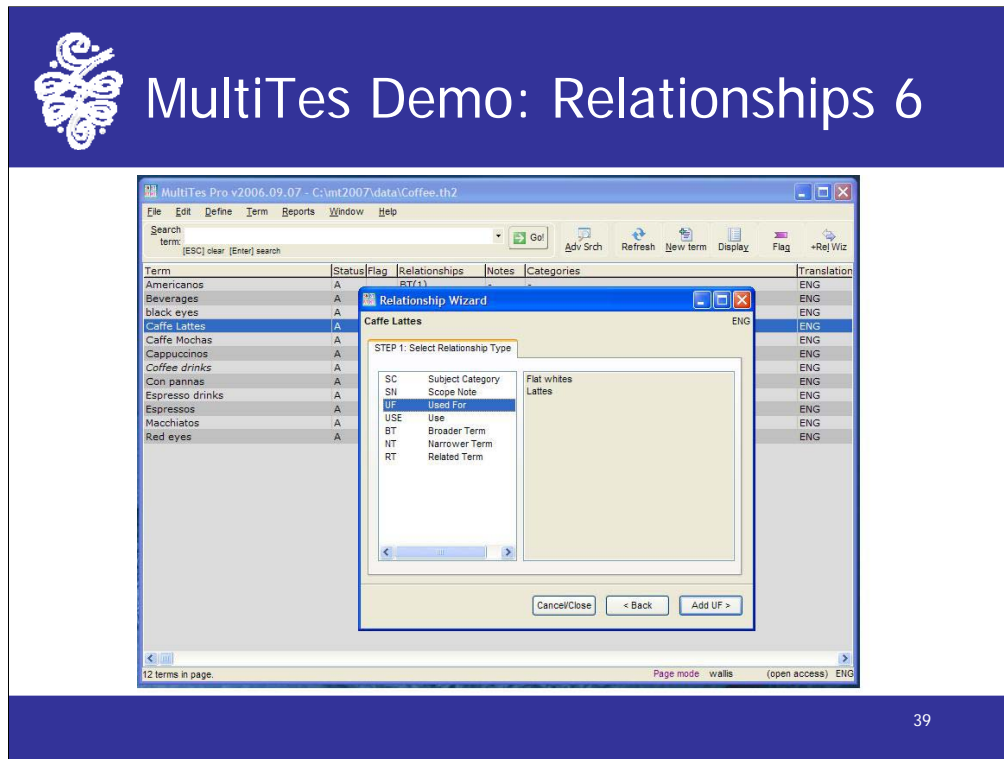 MultiTes Demo: Relationships 6
MultiTes Pro v2006.09.07 - C:\mt2007\data\Coffee.th2
File Edit Define Term Reports Window Help
Search term: Go! Adv Srch Refresh New term Display Flag +Rel Wiz
[ESC] clear [Enter] search
Term Status Flag Relationships Notes Categories Translation
Americanos A BT(1) - - ENG
Beverages A ENG
black eyes A ENG
Caffe Lattes A ENG
Caffe Mochas A ENG
Cappuccinos A ENG
Coffee drinks A ENG
Con pannas A ENG
Espresso drinks A ENG
Espressos A ENG
Macchiatos A ENG
Red eyes A ENG
Relationship Wizard
Caffe Lattes ENG
STEP 1: Select Relationship Type
SC Subject Category
SN Scope Note
UF Used For
USE Use
BT Broader Term
NT Narrower Term
RT Related Term
Flat whites
Lattes
Cancel/Close < Back Add UF >
12 terms in page. Page mode wallis (open access) ENG
39